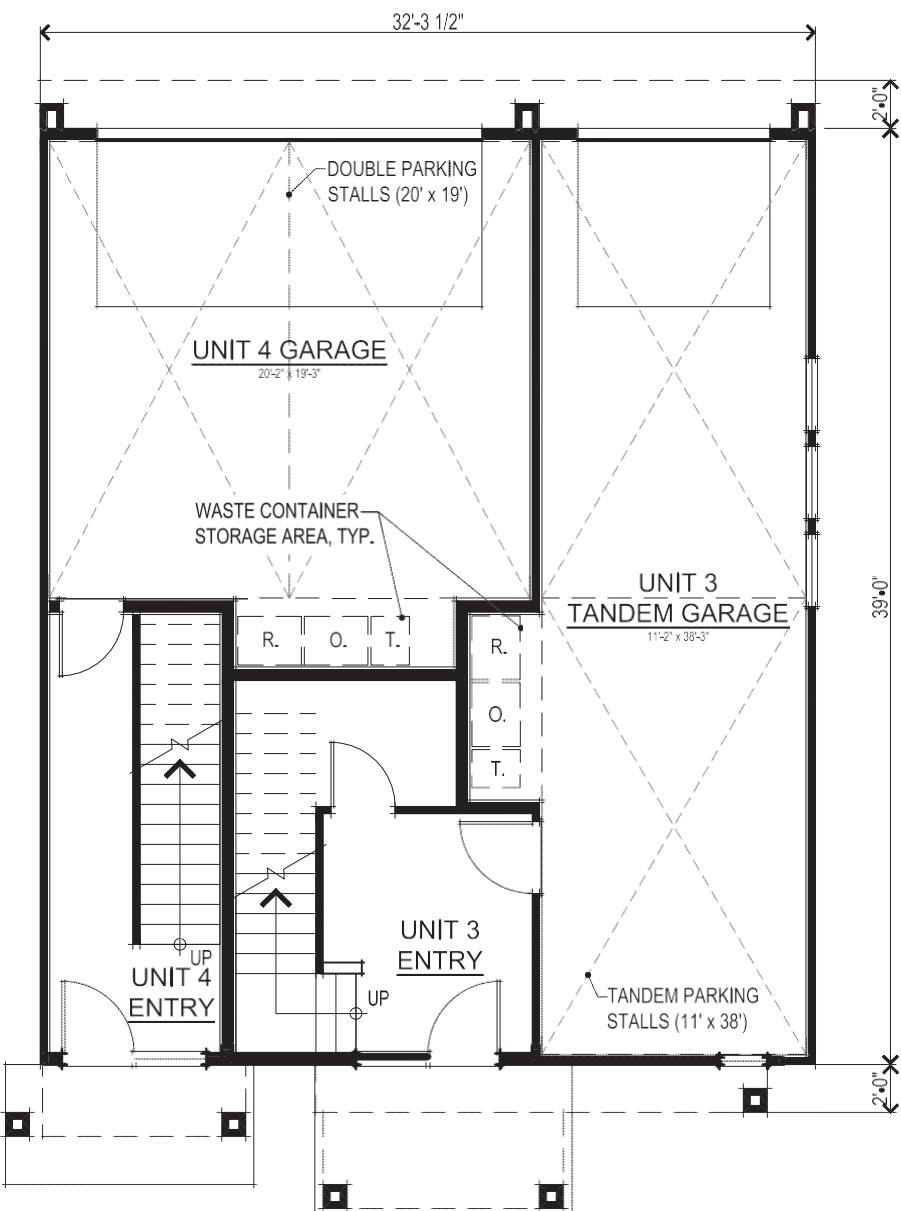 32'-3 1/2"
2'-0"
DOUBLE PARKING
STALLS (20' x 19')
UNIT 4 GARAGE
20'-2" x 19'-3"
WASTE CONTAINER
STORAGE AREA, TYP.
UNIT 3
TANDEM GARAGE
11'-2" x 38'-3"
39'-0"
R.
O.
T.
R.
O.
T.
UP
UNIT 4
ENTRY
UNIT 3
ENTRY
UP
TANDEM PARKING
STALLS (11' x 38')
2'-0"